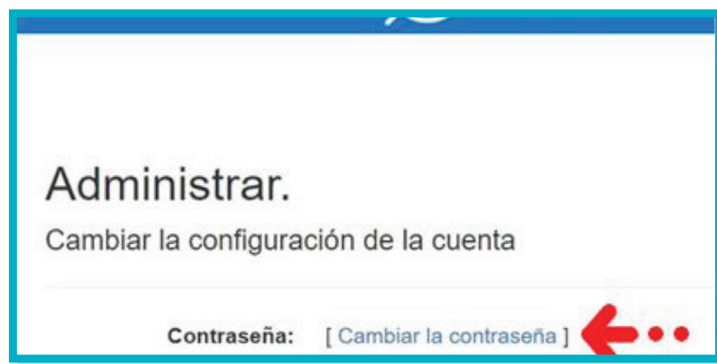 Administrar.
Cambiar la configuración de la cuenta
Contraseña: [ Cambiar la contraseña ]